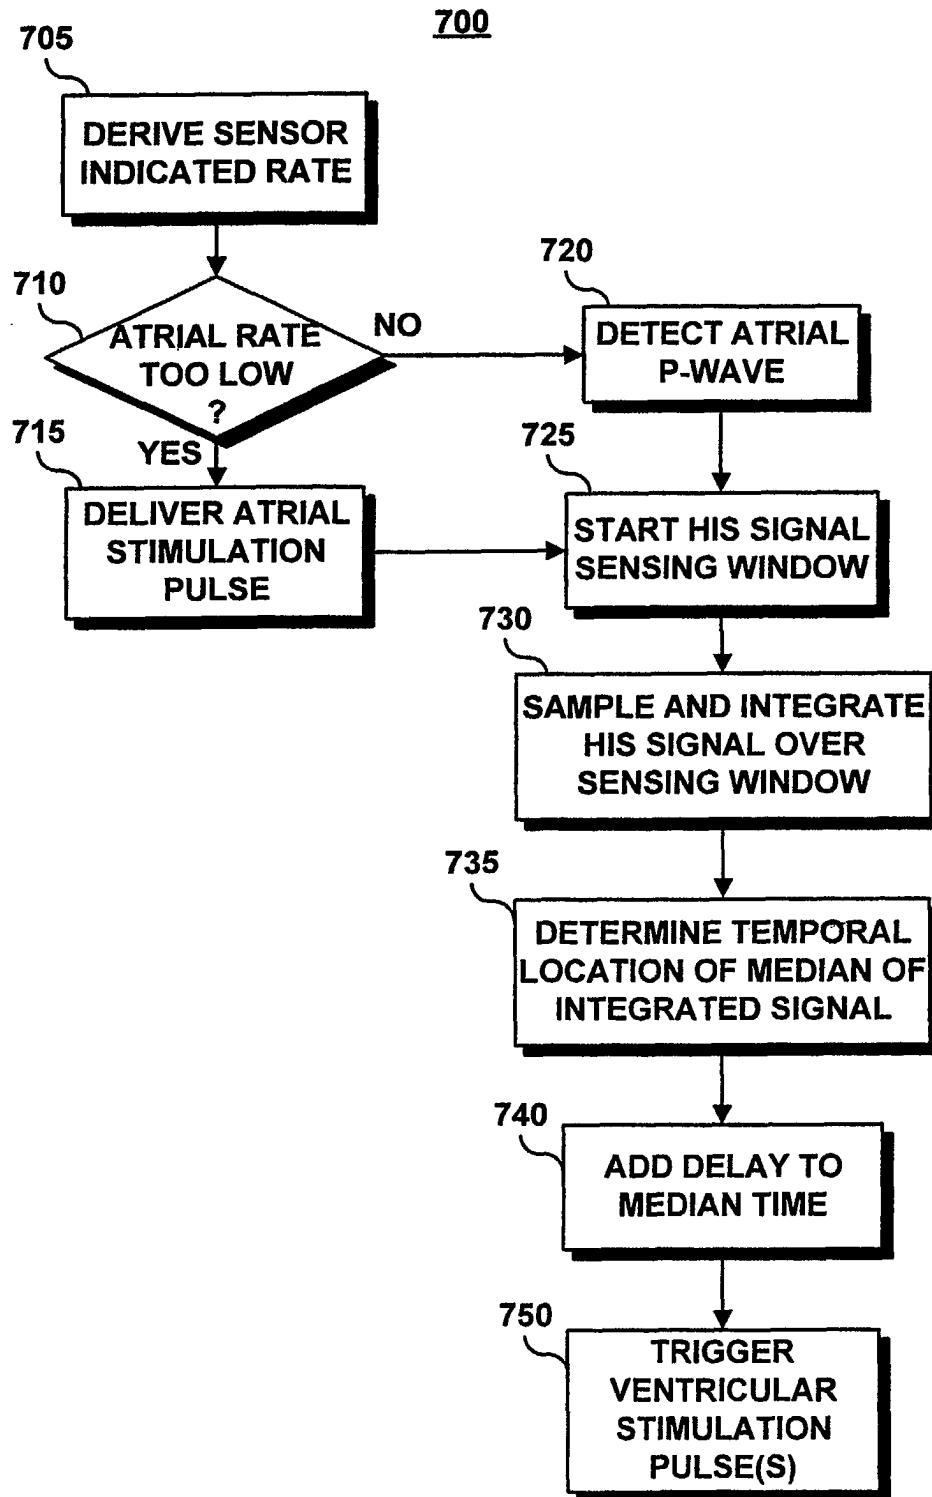 700
705
DERIVE SENSOR
INDICATED RATE
710
ATRIAL RATE
TOO LOW
?
NO
YES
715
DELIVER ATRIAL
STIMULATION
PULSE
720
DETECT ATRIAL
P-WAVE
725
START HIS SIGNAL
SENSING WINDOW
730
SAMPLE AND INTEGRATE
HIS SIGNAL OVER
SENSING WINDOW
735
DETERMINE TEMPORAL
LOCATION OF MEDIAN OF
INTEGRATED SIGNAL
740
ADD DELAY TO
MEDIAN TIME
750
TRIGGER
VENTRICULAR
STIMULATION
PULSE(S)